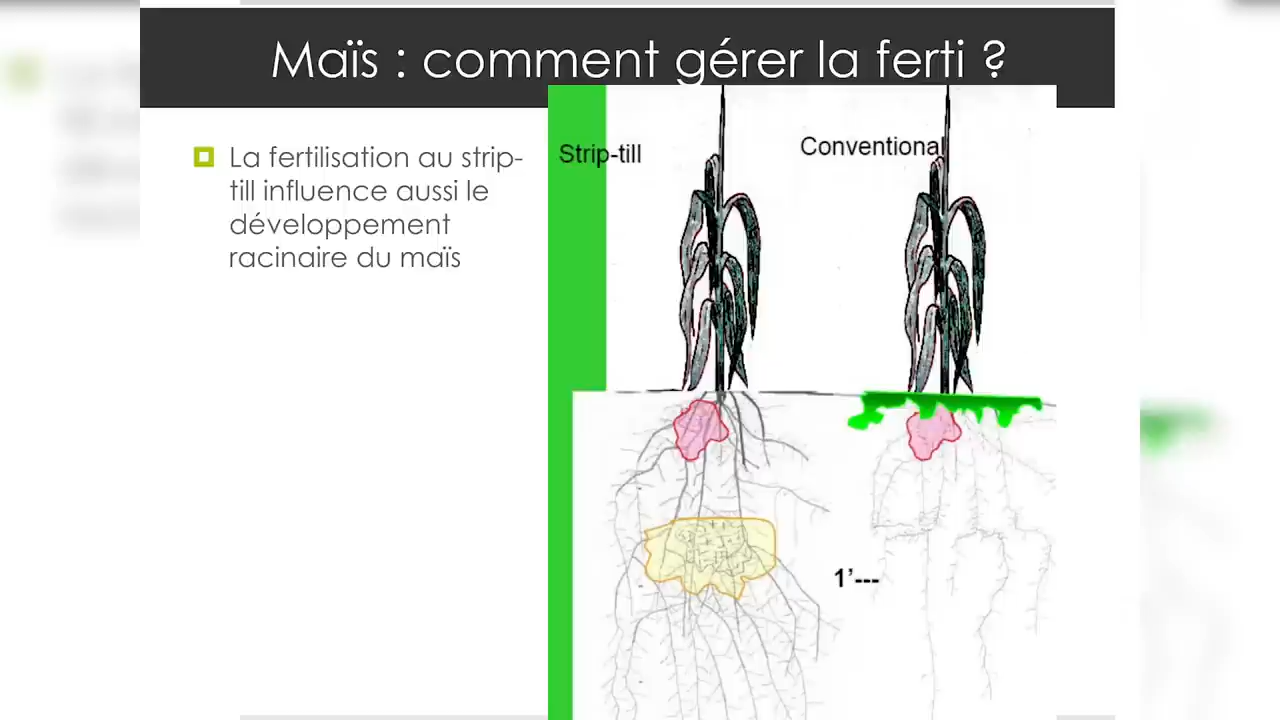 Maïs : comment gérer la ferti ?
La fertilisation au strip-
till influence aussi le
développement
racinaire du maïs
Strip-till
Conventional
1’---